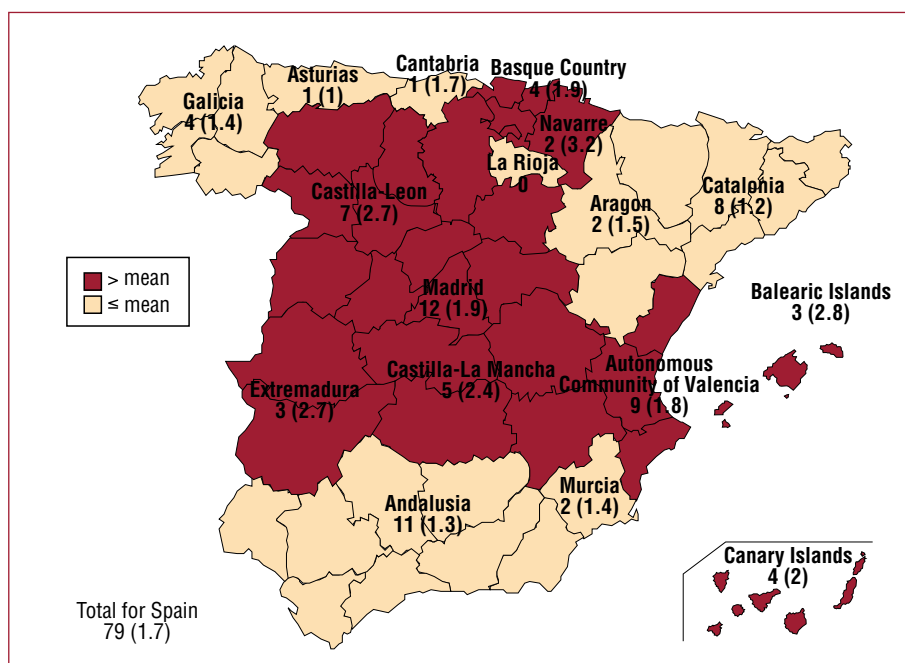 Cantabria
1 (1.7)
Basque Country
4 (1.9)
Asturias
1 (1)
Galicia
4 (1.4)
Navarre
2 (3.2)
La Rioja
0
Castilla-Leon
7 (2.7)
Aragon
2 (1.5)
Catalonia
8 (1.2)
> mean
≤ mean
Madrid
12 (1.9)
Balearic Islands
3 (2.8)
Castilla-La Mancha
5 (2.4)
Autonomous
Community of Valencia
9 (1.8)
Extremadura
3 (2.7)
Andalusia
11 (1.3)
Murcia
2 (1.4)
Canary Islands
4 (2)
Total for Spain
79 (1.7)